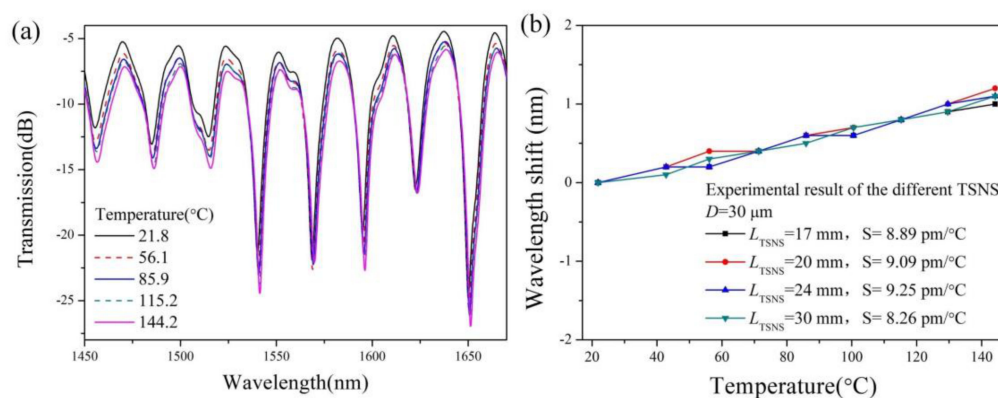 (a)
-5
-10
-15
-20
-25
Transmission(dB)
Temperature(°C)
21.8
56.1
85.9
115.2
144.2
1450
1500
1550
1600
1650
Wavelength(nm)
(b)
2
1
0
-1
-2
Wavelength shift (nm)
Experimental result of the different TSNS
D=30 μm
L_TSNS=17 mm, S= 8.89 pm/°C
L_TSNS=20 mm, S= 9.09 pm/°C
L_TSNS=24 mm, S= 9.25 pm/°C
L_TSNS=30 mm, S= 8.26 pm/°C
20
40
60
80
100
120
140
Temperature(°C)